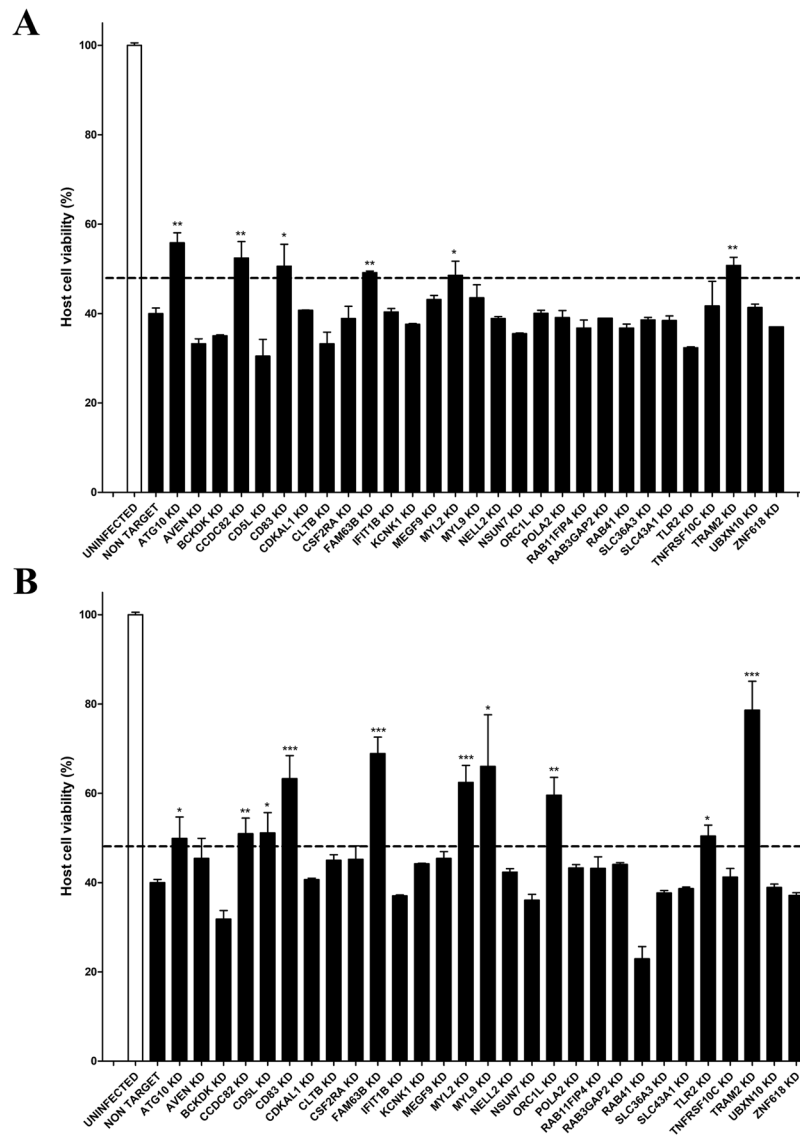 A
Host cell viability (%)
100
80
60
40
20
0
** ** * ** * **
UNINFECTED
NON TARGET
ATG10 KD
AVEN KD
BCKDK KD
CCDC82 KD
CD5L KD
CD83 KD
CDKAL1 KD
CLTB KD
CSF2RA KD
FAM63B KD
IFIT1B KD
KCNK1 KD
MEGF9 KD
MYL2 KD
MYL9 KD
NELL2 KD
NSUN7 KD
ORC1L KD
POLA2 KD
RAB11FIP4 KD
RAB3GAP2 KD
RAB41 KD
SLC36A3 KD
SLC43A1 KD
TLR2 KD
TNFRSF10C KD
TRAM2 KD
UBXN10 KD
ZNF618 KD
B
Host cell viability (%)
100
80
60
40
20
0
* ** * *** *** *** * ** * ***
UNINFECTED
NON TARGET
ATG10 KD
AVEN KD
BCKDK KD
CCDC82 KD
CD5L KD
CD83 KD
CDKAL1 KD
CLTB KD
CSF2RA KD
FAM63B KD
IFIT1B KD
KCNK1 KD
MEGF9 KD
MYL2 KD
MYL9 KD
NELL2 KD
NSUN7 KD
ORC1L KD
POLA2 KD
RAB11FIP4 KD
RAB3GAP2 KD
RAB41 KD
SLC36A3 KD
SLC43A1 KD
TLR2 KD
TNFRSF10C KD
TRAM2 KD
UBXN10 KD
ZNF618 KD